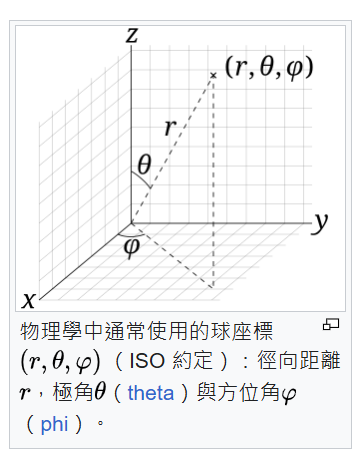 z
(r, θ, φ)
r
θ
y
φ
x
物理學中通常使用的球座標
(r, θ, φ) （ISO 約定）：徑向距離
r，極角θ（theta）與方位角φ
（phi）。